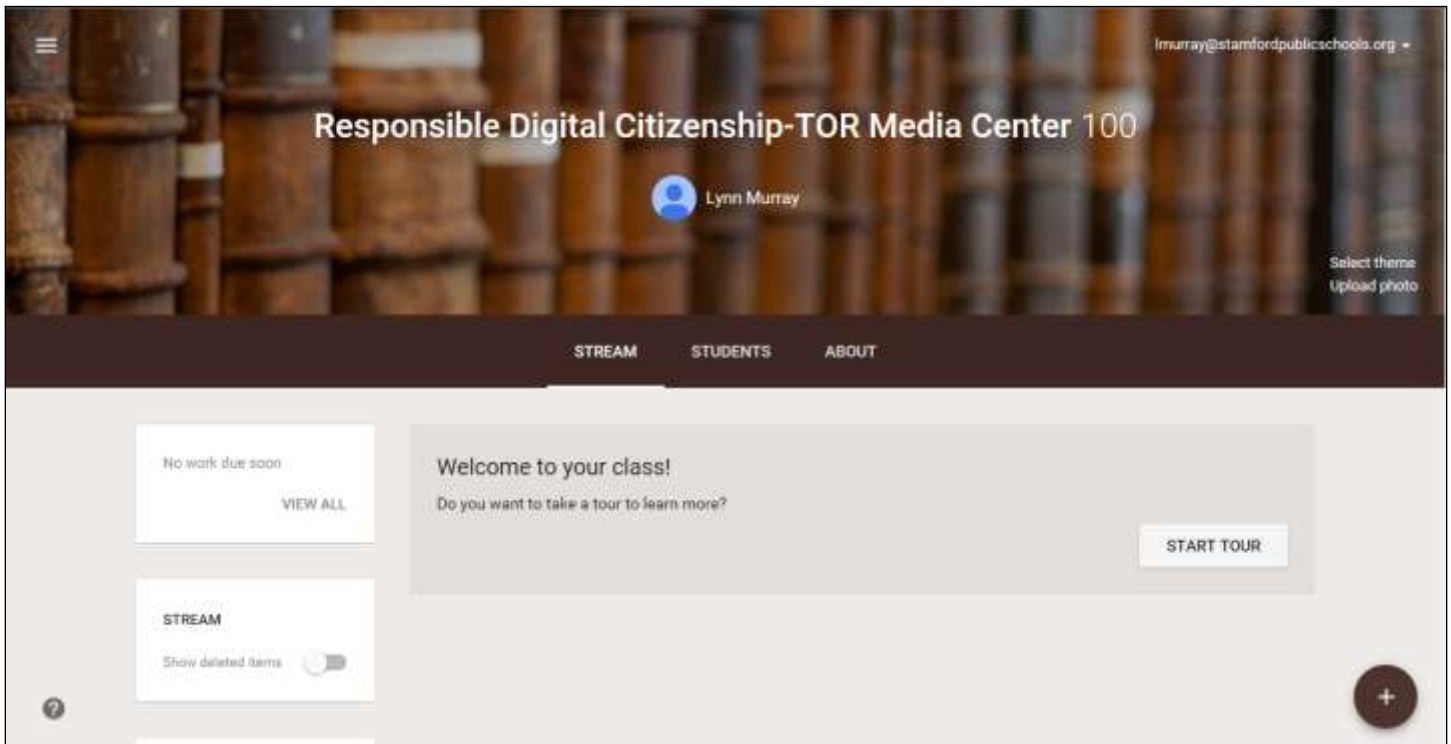 lmurray@stamfordpublicschools.org
Responsible Digital Citizenship-TOR Media Center 100
Lynn Murray
Select theme
Upload photo
STREAM STUDENTS ABOUT
No work due soon
VIEW ALL
Welcome to your class!
Do you want to take a tour to learn more?
START TOUR
STREAM
Show deleted items